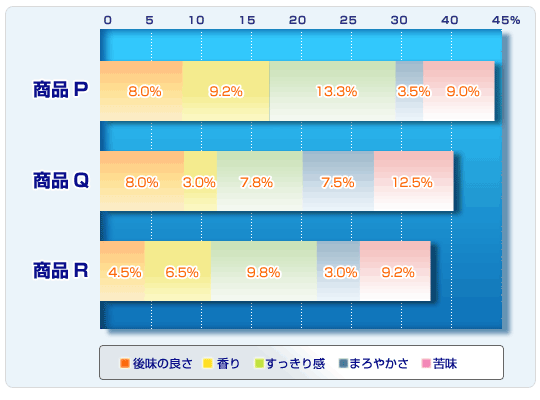 0 5 10 15 20 25 30 35 40 45%
商品 P 8.0% 9.2% 13.3% 3.5% 9.0%
商品 Q 8.0% 3.0% 7.8% 7.5% 12.5%
商品 R 4.5% 6.5% 9.8% 3.0% 9.2%
後味の良さ 香り すっきり感 まろやかさ 苦味